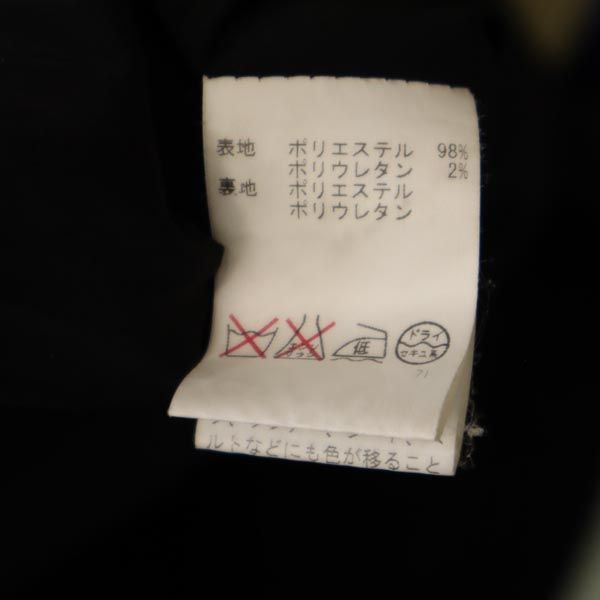 表地 ポリエステル 98%
ポリウレタン 2%
裏地 ポリエステル
ポリウレタン
低
ドライ
セキユ系
21
ルトなどにも色が移ること